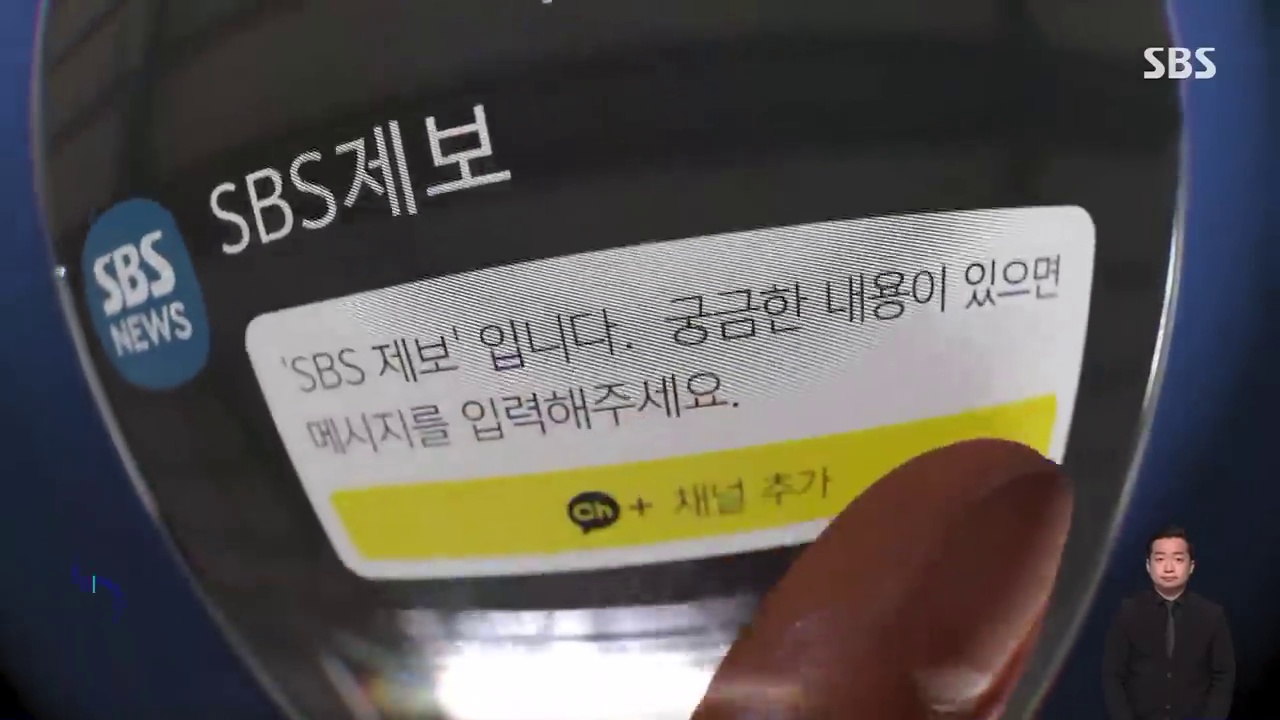 SBS
SBS제보
SBS
NEWS
'SBS 제보' 입니다. 궁금한 내용이 있으면
메시지를 입력해주세요.
Ch + 채널 추가